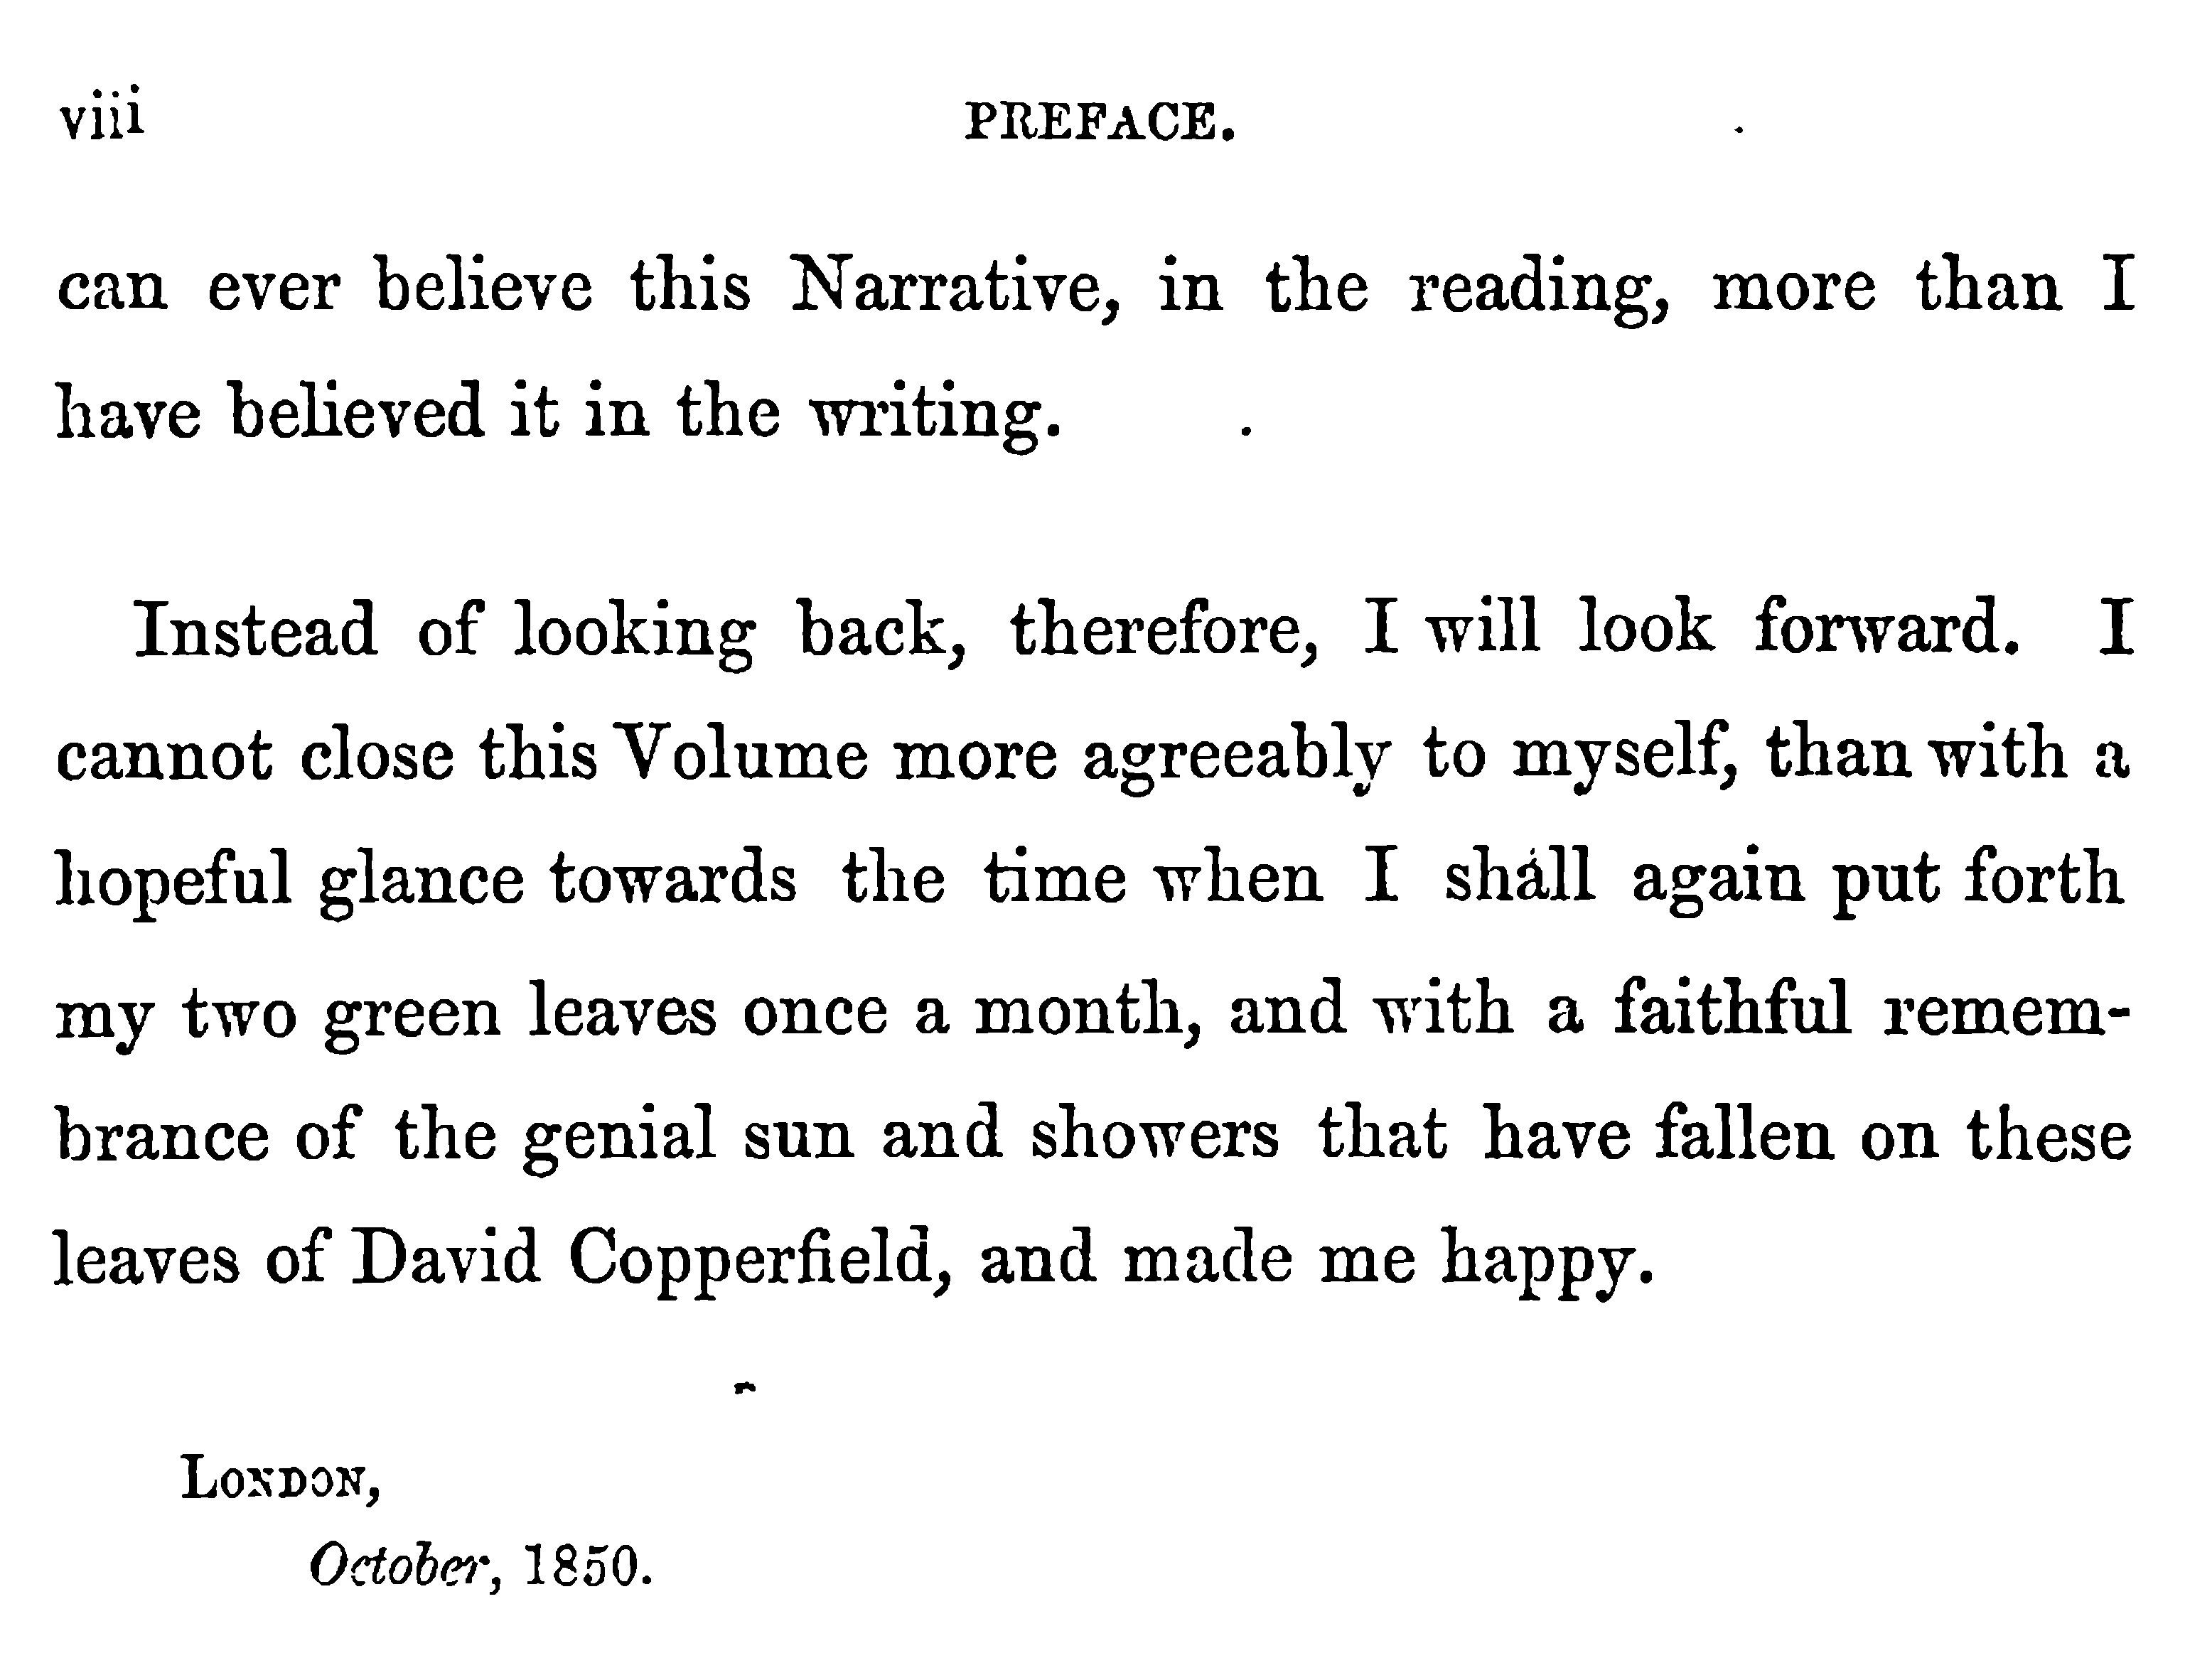 viii PREFACE.
can ever believe this Narrative, in the reading, more than I
have believed it in the writing.
Instead of looking back, therefore, I will look forward. I
cannot close this Volume more agreeably to myself, than with a
hopeful glance towards the time when I shall again put forth
my two green leaves once a month, and with a faithful remem-
brance of the genial sun and showers that have fallen on these
leaves of David Copperfield, and made me happy.
London,
October, 1850.